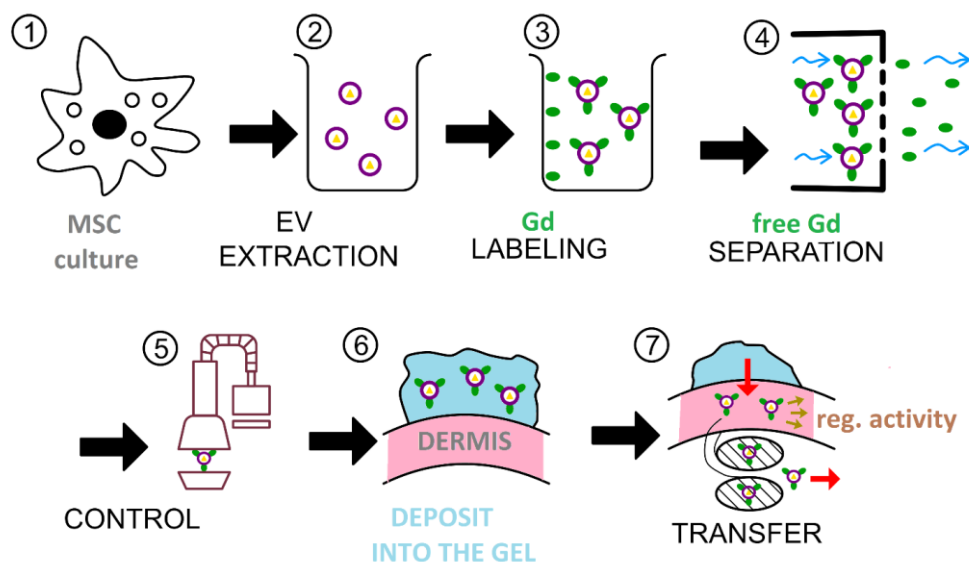 1
2
3
4
MSC
culture
EV
EXTRACTION
Gd
LABELING
free Gd
SEPARATION
5
6
7
CONTROL
DERMIS
DEPOSIT
INTO THE GEL
reg. activity
TRANSFER